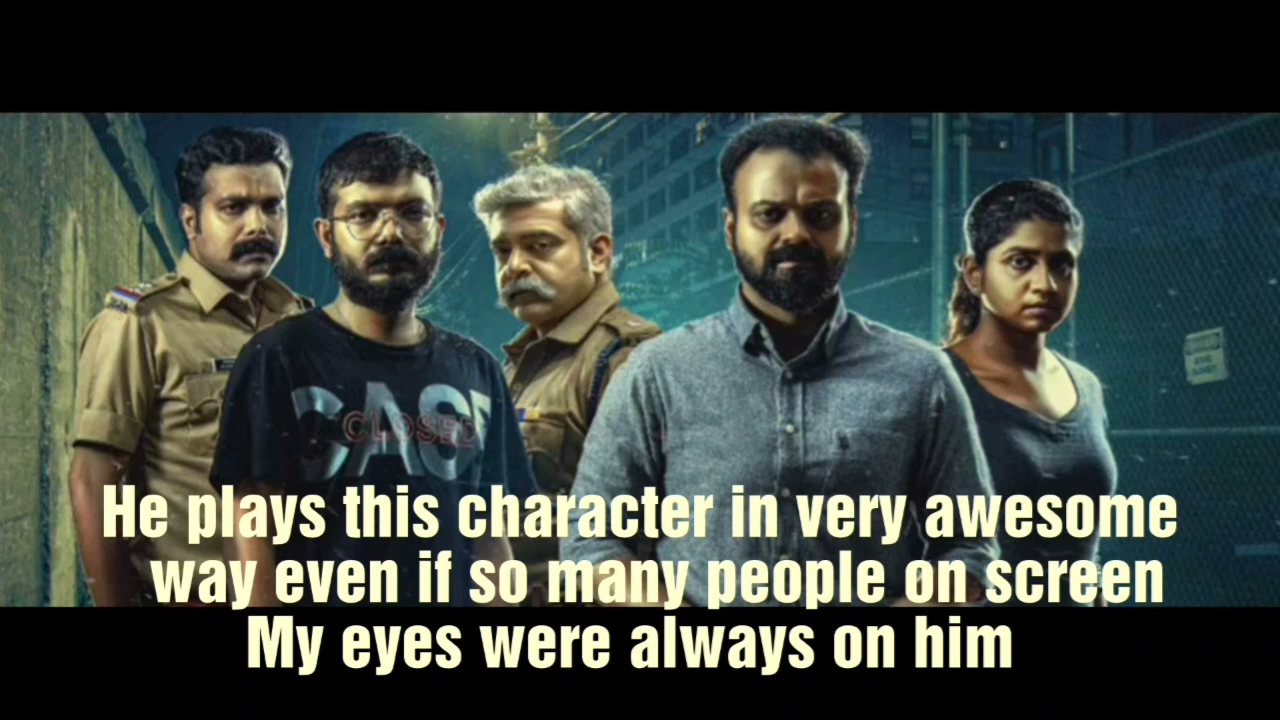 CASE
CLOSED
He plays this character in very awesome
way even if so many people on screen
My eyes were always on him